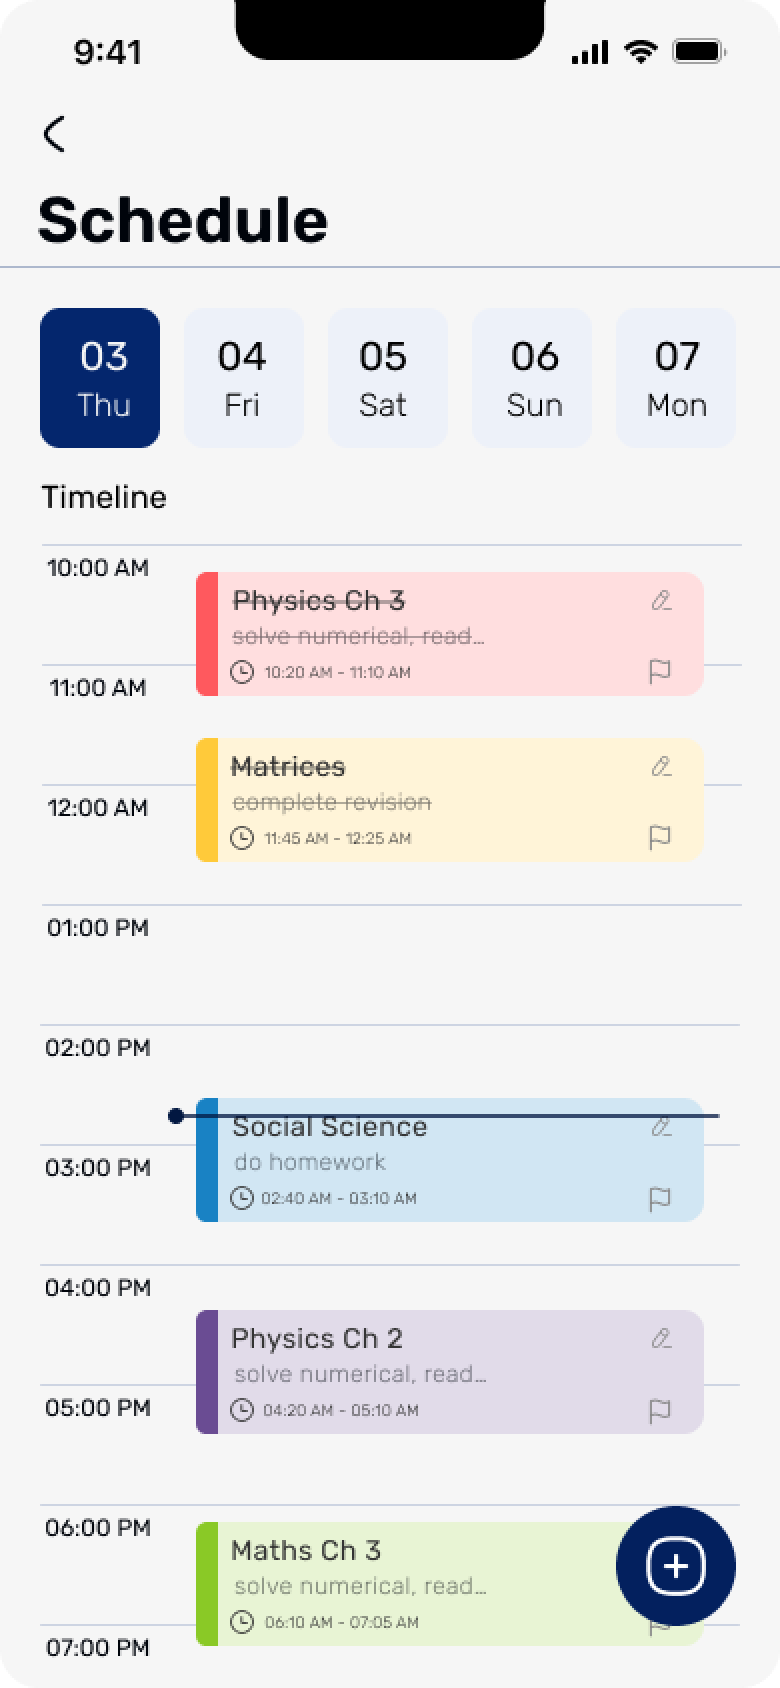 9:41
Schedule
03 04 05 06 07
Thu Fri Sat Sun Mon
Timeline
10:00 AM
Physics Ch 3
solve numerical, read...
10:20 AM - 11:10 AM
11:00 AM
Matrices
complete revision
12:00 AM
11:45 AM - 12:25 AM
01:00 PM
02:00 PM
Social Science
do homework
03:00 PM
02:40 AM - 03:10 AM
04:00 PM
Physics Ch 2
solve numerical, read...
05:00 PM
04:20 AM - 05:10 AM
06:00 PM
Maths Ch 3
solve numerical, read...
06:10 AM - 07:05 AM
07:00 PM